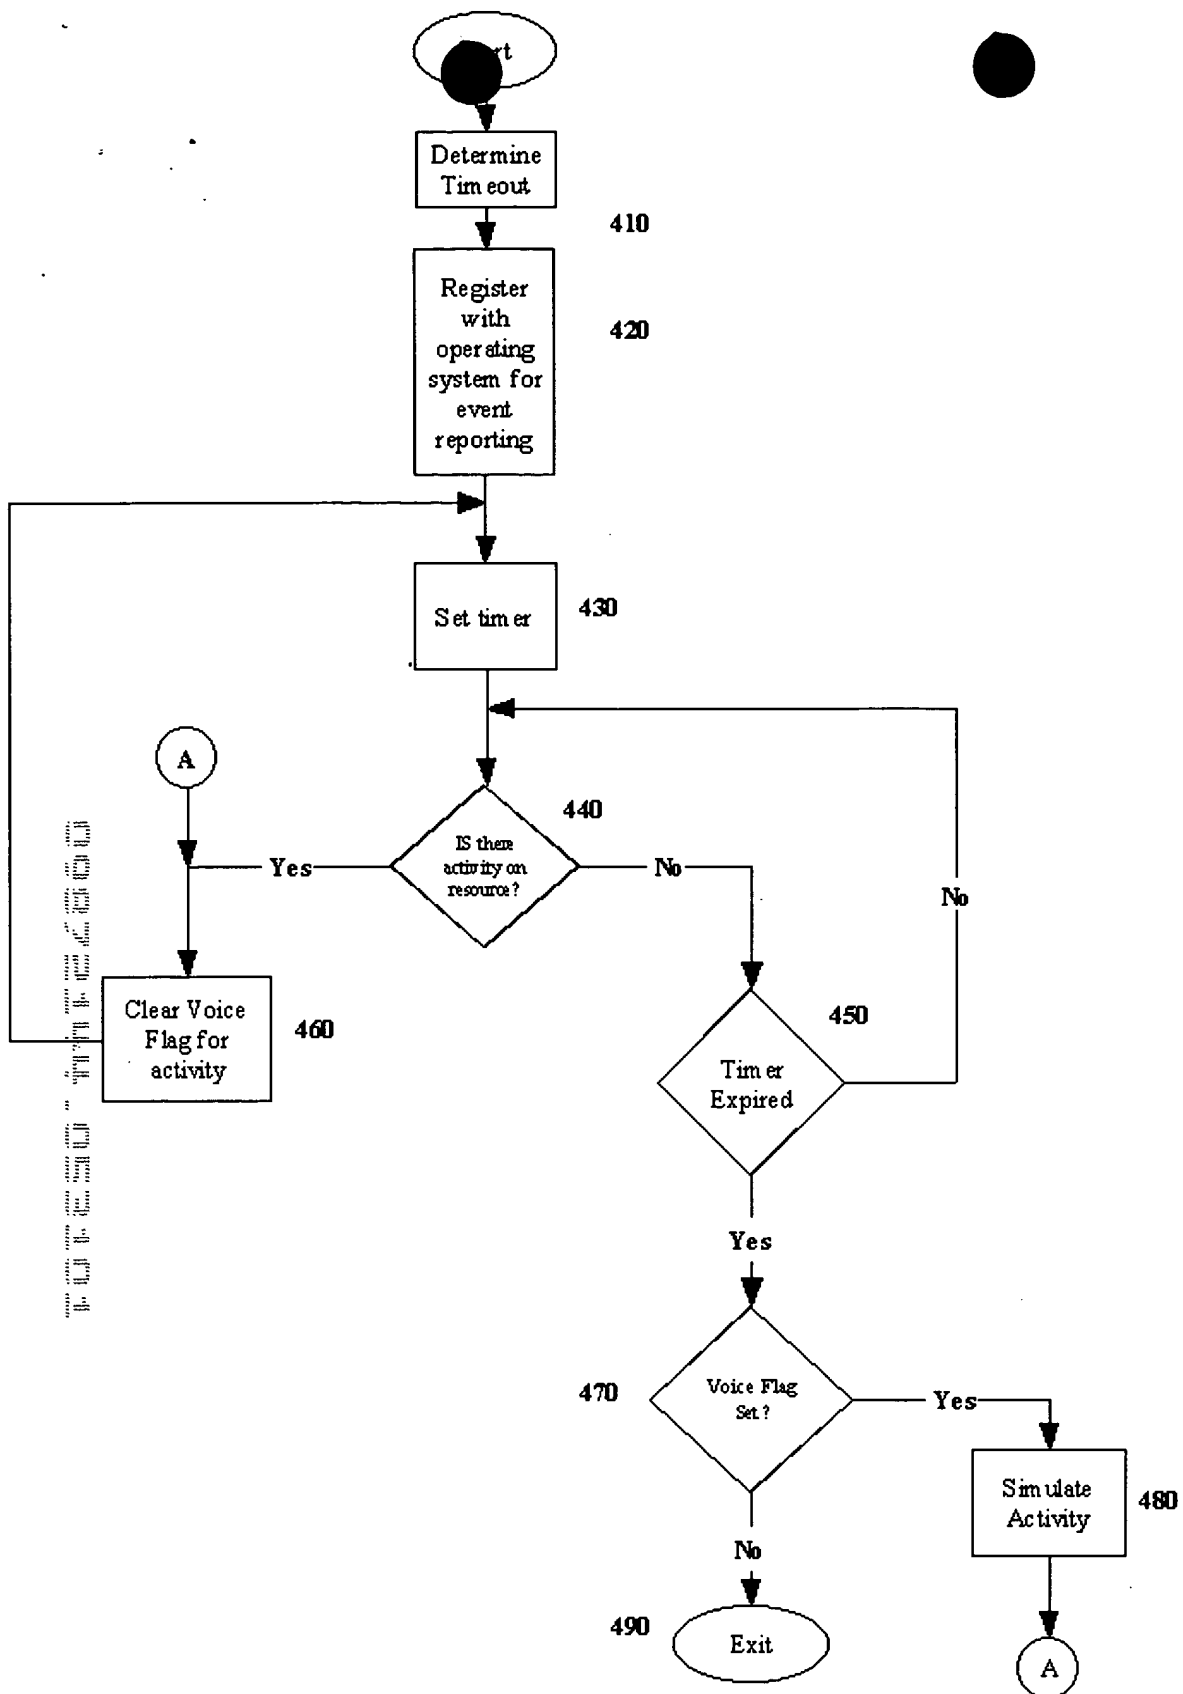 rt
Determine
Timeout
410
Register
with
operating
system for
event
reporting
420
Set timer
430
A
440
IS there
activity on
resource?
Yes
No
No
Clear Voice
Flag for
activity
460
450
Timer
Expired
Yes
470
Voice Flag
Set?
Yes
Simulate
Activity
480
No
490
Exit
A